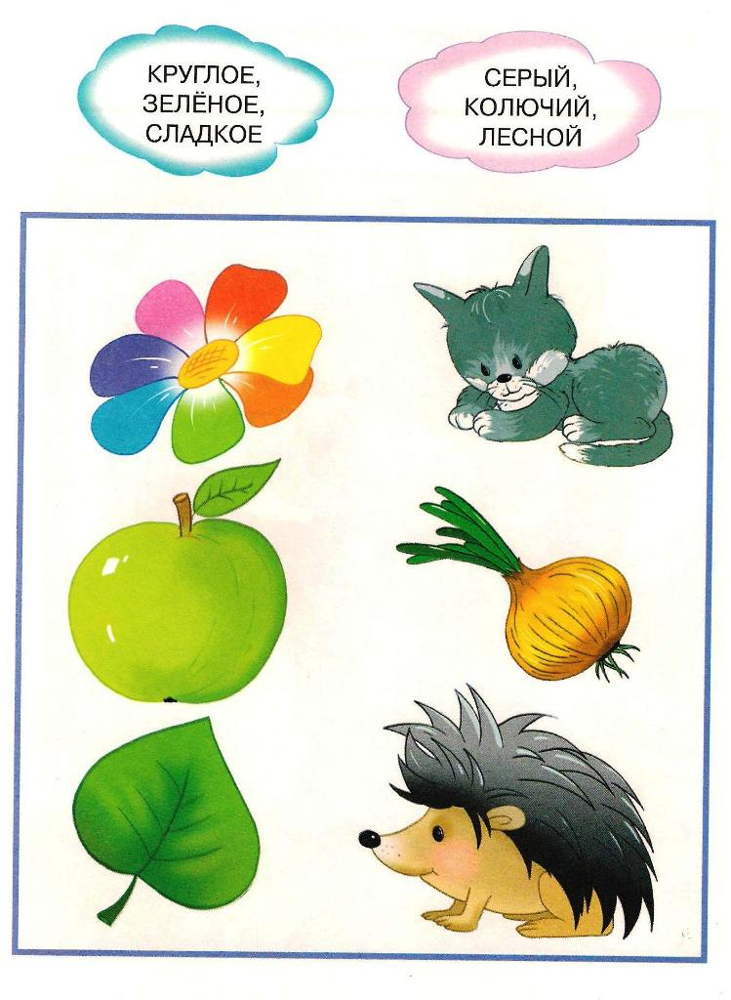 КРУГЛОЕ,
ЗЕЛЁНОЕ,
СЛАДКОЕ
СЕРЫЙ,
КОЛЮЧИЙ,
ЛЕСНОЙ